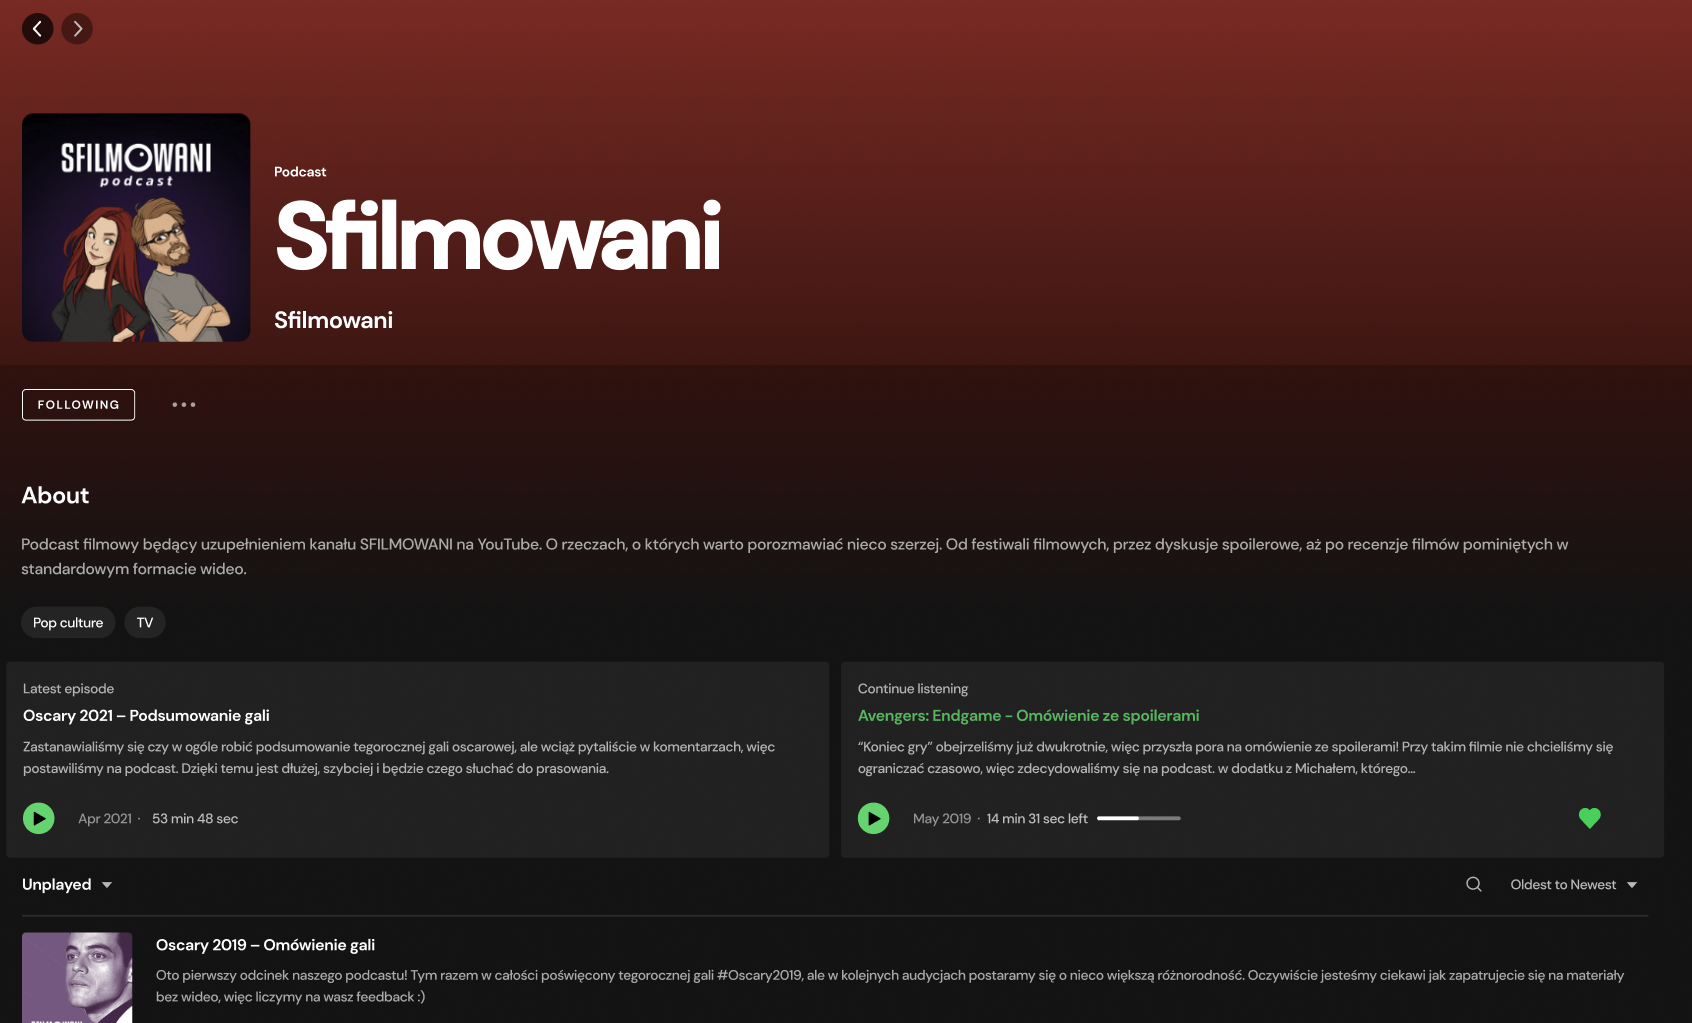 SFILMOWANI
podcast
Podcast
Sfilmowani
Sfilmowani
FOLLOWING
About
Podcast filmowy będący uzupełnieniem kanału SFILMOWANI na YouTube. O rzeczach, o których warto porozmawiać nieco szerzej. Od festiwali filmowych, przez dyskusje spoilerowe, aż po recenzje filmów pominiętych w
standardowym formacie wideo.
Pop culture
TV
Latest episode
Oscary 2021 – Podsumowanie gali
Zastanawialiśmy się czy w ogóle robić podsumowanie tegorocznej gali oscarowej, ale wciąż pytaliście w komentarzach, więc
postawiliśmy na podcast. Dzięki temu jest dłużej, szybciej i będzie czego słuchać do prasowania.
Apr 2021 · 53 min 48 sec
Continue listening
Avengers: Endgame - Omówienie ze spoilerami
“Koniec gry” obejrzeliśmy już dwukrotnie, więc przyszła pora na omówienie ze spoilerami! Przy takim filmie nie chcieliśmy się
ograniczać czasowo, więc zdecydowaliśmy się na podcast. w dodatku z Michałem, którego...
May 2019 · 14 min 31 sec left
Unplayed
Oldest to Newest
Oscary 2019 – Omówienie gali
Oto pierwszy odcinek naszego podcastu! Tym razem w całości poświęcony tegorocznej gali #Oscary2019, ale w kolejnych audycjach postaramy się o nieco większą różnorodność. Oczywiście jesteśmy ciekawi jak zapatrujecie się na materiały
bez wideo, więc liczymy na wasz feedback :)